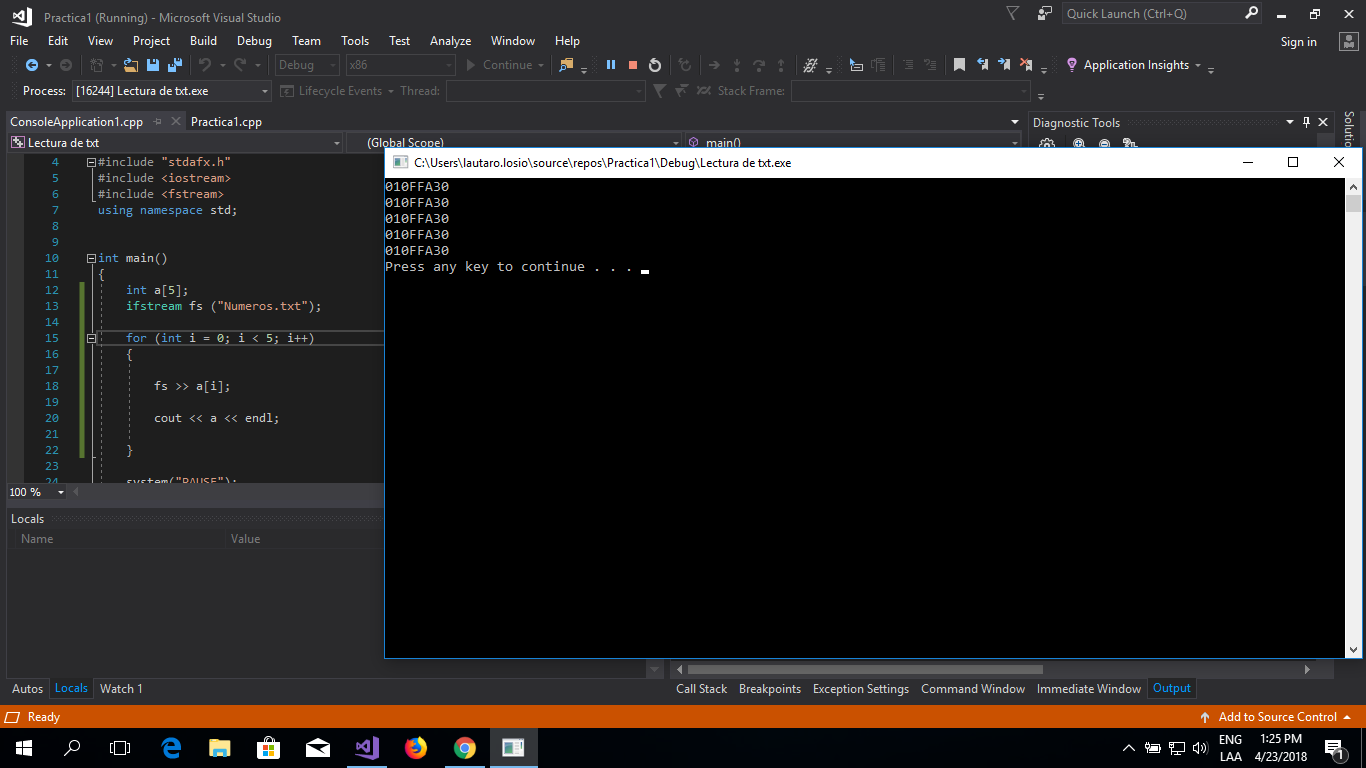 Practica1 (Running) - Microsoft Visual Studio
Quick Launch (Ctrl+Q)
File Edit View Project Build Debug Team Tools Test Analyze Window Help
Sign in
Debug x86 Continue Application Insights
Process: [16244] Lectura de txt.exe Lifecycle Events Thread: Stack Frame:
ConsoleApplication1.cpp Practica1.cpp
Diagnostic Tools
Lectura de txt (Global Scope) main()
4 #include "stdafx.h"
5 #include <iostream>
6 #include <fstream>
7 using namespace std;
8
9
10 int main()
11 {
12 int a[5];
13 ifstream fs ("Numeros.txt");
14
15 for (int i = 0; i < 5; i++)
16 {
17
18 fs >> a[i];
19
20 cout << a << endl;
21
22 }
23
24 system("PAUSE");
100 %
C:\Users\lautaro.losio\source\repos\Practica1\Debug\Lectura de txt.exe
010FFA30
010FFA30
010FFA30
010FFA30
010FFA30
Press any key to continue . . .
Locals
Name Value
Autos Locals Watch 1
Call Stack Breakpoints Exception Settings Command Window Immediate Window Output
Ready
Add to Source Control
ENG
LAA
1:25 PM
4/23/2018
1